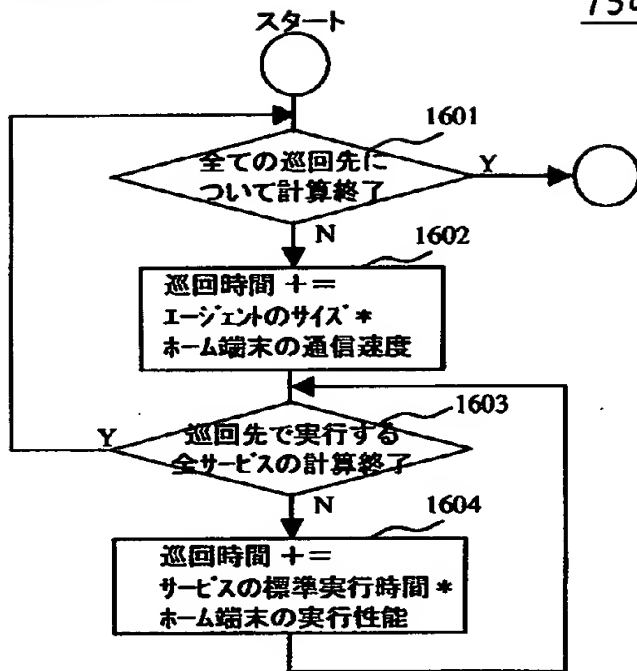 スタート
1601
全ての巡回先に
ついて計算終了
Y
N
1602
巡回時間 +=
エージェントのサイズ *
ホーム端末の通信速度
1603
Y
巡回先で実行する
全サービスの計算終了
N
1604
巡回時間 +=
サービスの標準実行時間 *
ホーム端末の実行性能